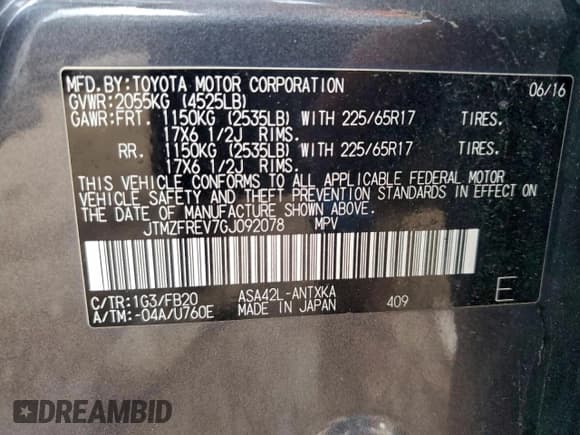 MFD. BY: TOYOTA MOTOR CORPORATION 06/16
GVWR: 2055KG (4525LB)
GAWR: FRT. 1150KG (2535LB) WITH 225/65R17 TIRES.
17X6 1/2J RIMS.
RR. 1150KG (2535LB) WITH 225/65R17 TIRES.
17X6 1/2J RIMS.
THIS VEHICLE CONFORMS TO ALL APPLICABLE FEDERAL MOTOR
VEHICLE SAFETY AND THEFT PREVENTION STANDARDS IN EFFECT ON
THE DATE OF MANUFACTURE SHOWN ABOVE.
JTMZFREV7GJ092078 MPV
C/TR: 1G3/FB20 ASA42L-ANTXKA E
A/TM: -04A/U760E MADE IN JAPAN 409
DREAMBID